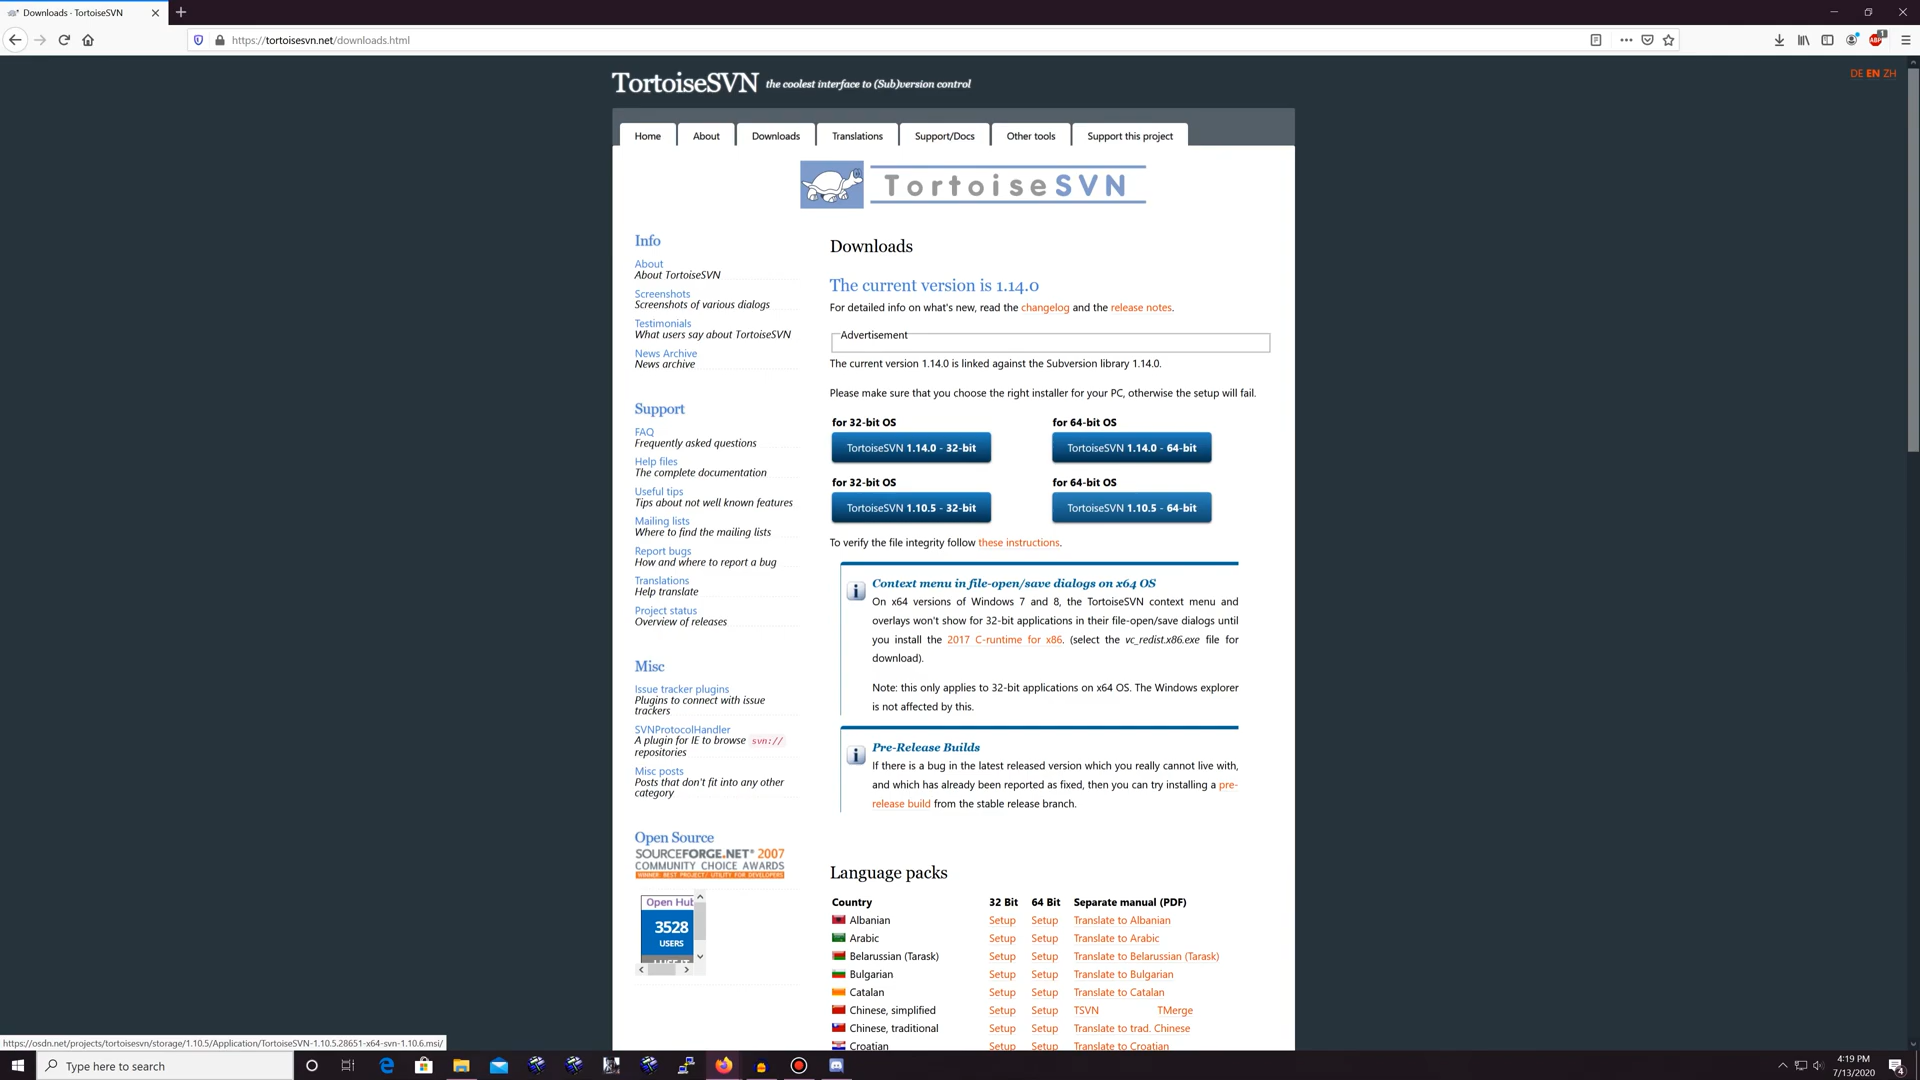 Downloads · TortoiseSVN
https://tortoisesvn.net/downloads.html
1
DE EN ZH
TortoiseSVN the coolest interface to (Sub)version control
Home About Downloads Translations Support/Docs Other tools Support this project
TortoiseSVN
Info
About
About TortoiseSVN
Screenshots
Screenshots of various dialogs
Testimonials
What users say about TortoiseSVN
News Archive
News archive
Support
FAQ
Frequently asked questions
Help files
The complete documentation
Useful tips
Tips about not well known features
Mailing lists
Where to find the mailing lists
Report bugs
How and where to report a bug
Translations
Help translate
Project status
Overview of releases
Misc
Issue tracker plugins
Plugins to connect with issue
trackers
SVNProtocolHandler
A plugin for IE to browse svn://
repositories
Misc posts
Posts that don't fit into any other
category
Open Source
SOURCEFORGE.NET® 2007
COMMUNITY CHOICE AWARDS
WINNER: BEST PROJECT/ UTILITY FOR DEVELOPERS
Open Hub
3528
USERS
I USE IT
Downloads
The current version is 1.14.0
For detailed info on what's new, read the changelog and the release notes.
Advertisement
The current version 1.14.0 is linked against the Subversion library 1.14.0.
Please make sure that you choose the right installer for your PC, otherwise the setup will fail.
for 32-bit OS for 64-bit OS
TortoiseSVN 1.14.0 - 32-bit TortoiseSVN 1.14.0 - 64-bit
for 32-bit OS for 64-bit OS
TortoiseSVN 1.10.5 - 32-bit TortoiseSVN 1.10.5 - 64-bit
To verify the file integrity follow these instructions.
Context menu in file-open/save dialogs on x64 OS
On x64 versions of Windows 7 and 8, the TortoiseSVN context menu and
overlays won't show for 32-bit applications in their file-open/save dialogs until
you install the 2017 C-runtime for x86. (select the vc_redist.x86.exe file for
download).
Note: this only applies to 32-bit applications on x64 OS. The Windows explorer
is not affected by this.
Pre-Release Builds
If there is a bug in the latest released version which you really cannot live with,
and which has already been reported as fixed, then you can try installing a pre-
release build from the stable release branch.
Language packs
Country 32 Bit 64 Bit Separate manual (PDF)
Albanian Setup Setup Translate to Albanian
Arabic Setup Setup Translate to Arabic
Belarussian (Tarask) Setup Setup Translate to Belarussian (Tarask)
Bulgarian Setup Setup Translate to Bulgarian
Catalan Setup Setup Translate to Catalan
Chinese, simplified Setup Setup TSVN TMerge
Chinese, traditional Setup Setup Translate to trad. Chinese
Croatian Setup Setup Translate to Croatian
https://osdn.net/projects/tortoisesvn/storage/1.10.5/Application/TortoiseSVN-1.10.5.28651-x64-svn-1.10.6.msi/
Type here to search
4:19 PM
7/13/2020
4